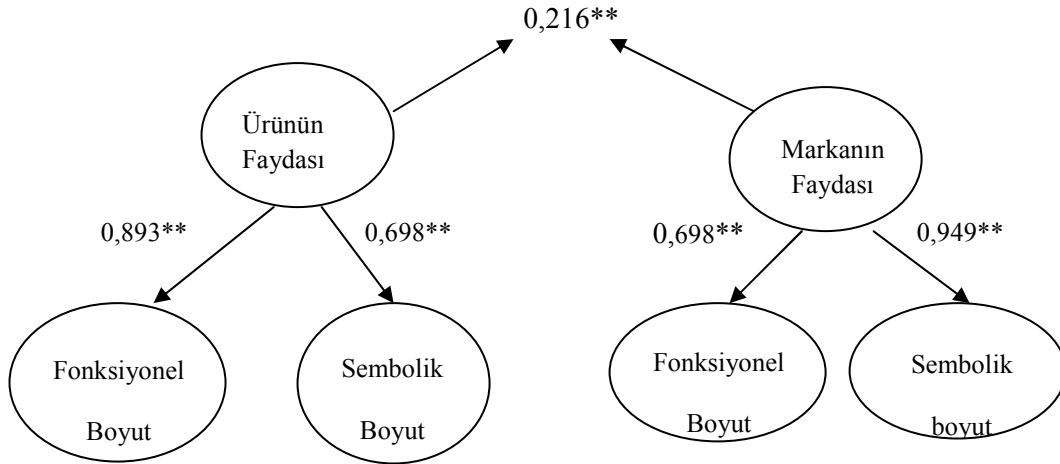 0,216**
Ürünün
Faydası
Markanın
Faydası
0,893**
0,698**
0,698**
0,949**
Fonksiyonel
Boyut
Sembolik
Boyut
Fonksiyonel
Boyut
Sembolik
boyut